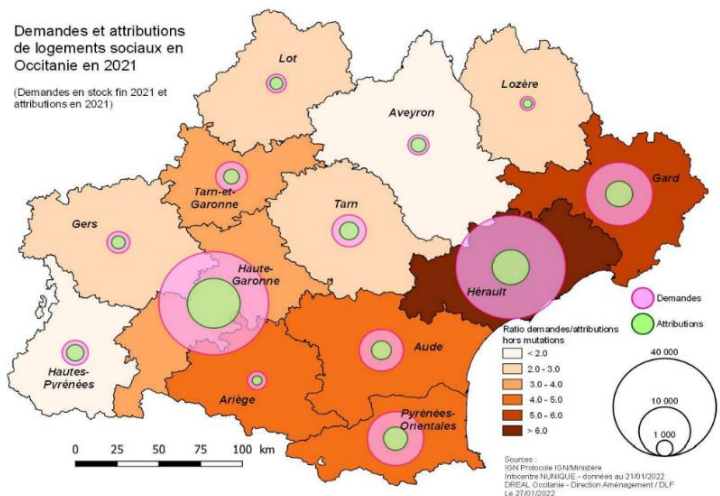 Demandes et attributions
de logements sociaux en
Occitanie en 2021
(Demandes en stock fin 2021 et
attributions en 2021)
Lot
Lozère
Aveyron
Gard
Tarn-et-
Garonne
Tarn
Gers
Haute-
Garonne
Hérault
Hautes-
Pyrénées
Ariège
Aude
Pyrénées-
Orientales
Demandes
Attributions
Ratio demandes/attributions
hors mutations
< 2.0
2.0 - 3.0
3.0 - 4.0
4.0 - 5.0
5.0 - 6.0
> 6.0
40 000
10 000
1 000
0 25 50 75 100 km
Sources :
IGN Protocole IGN/Ministère
Infocentre NUNIQUE - données au 21/01/2022
DREAL Occitanie - Direction Aménagement / DLF
Le 27/01/2022